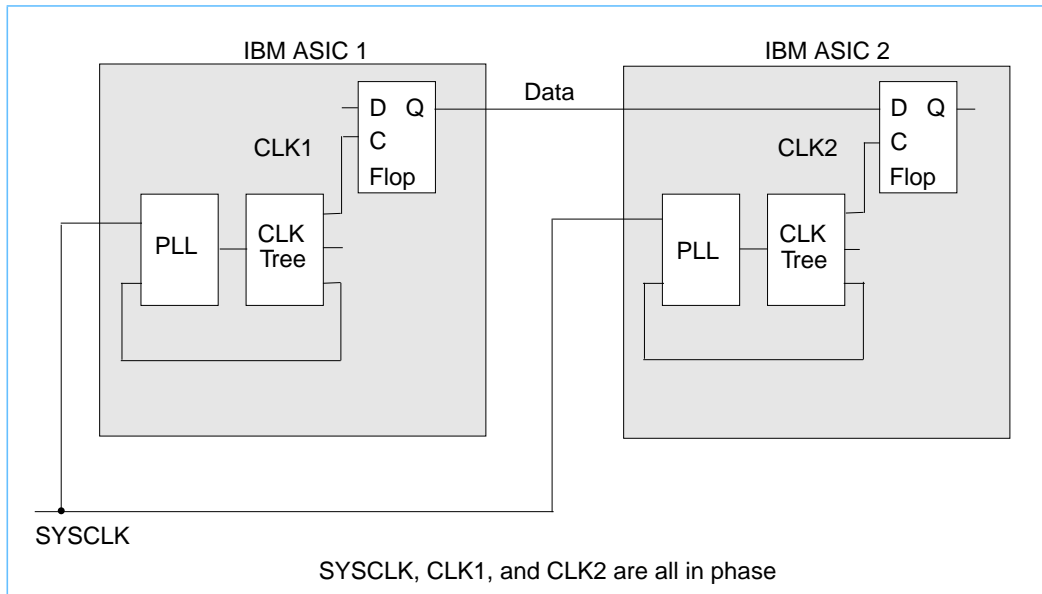 IBM ASIC 1
IBM ASIC 2
Data
D Q
C
Flop
CLK1
PLL
CLK
Tree
D Q
C
Flop
CLK2
PLL
CLK
Tree
SYSCLK
SYSCLK, CLK1, and CLK2 are all in phase